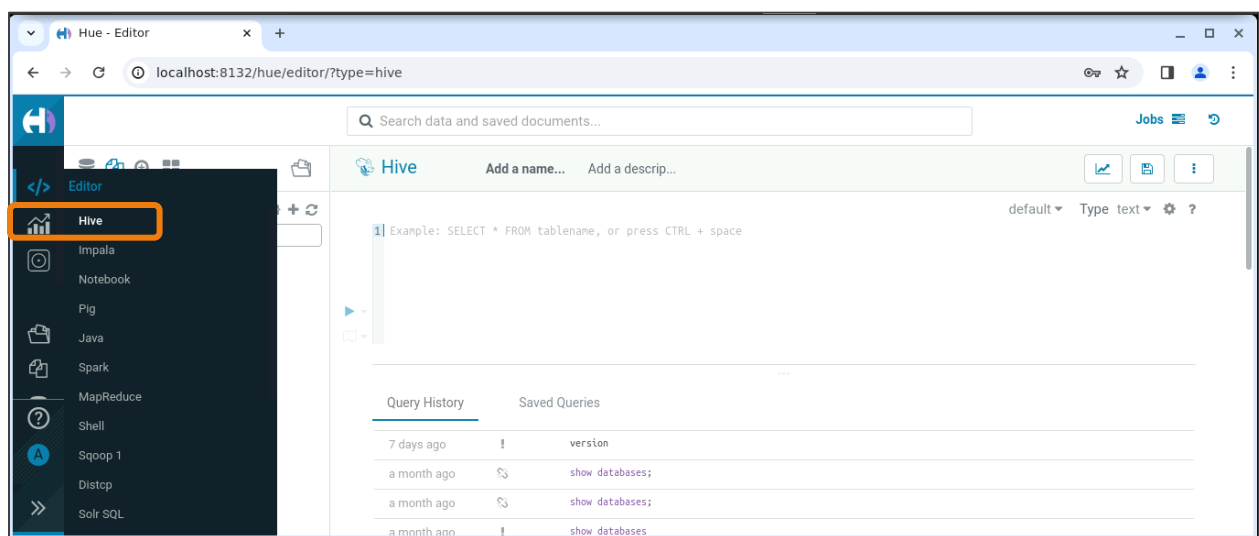 Hue - Editor
localhost:8132/hue/editor/?type=hive
Search data and saved documents...
Jobs
Editor
Hive
Impala
Notebook
Pig
Java
Spark
MapReduce
Shell
Sqoop 1
Distcp
Solr SQL
A
Hive Add a name... Add a descrip...
default Type text ?
1 Example: SELECT * FROM tablename, or press CTRL + space
Query History Saved Queries
7 days ago ! version
a month ago show databases;
a month ago show databases;
a month ago ! show databases